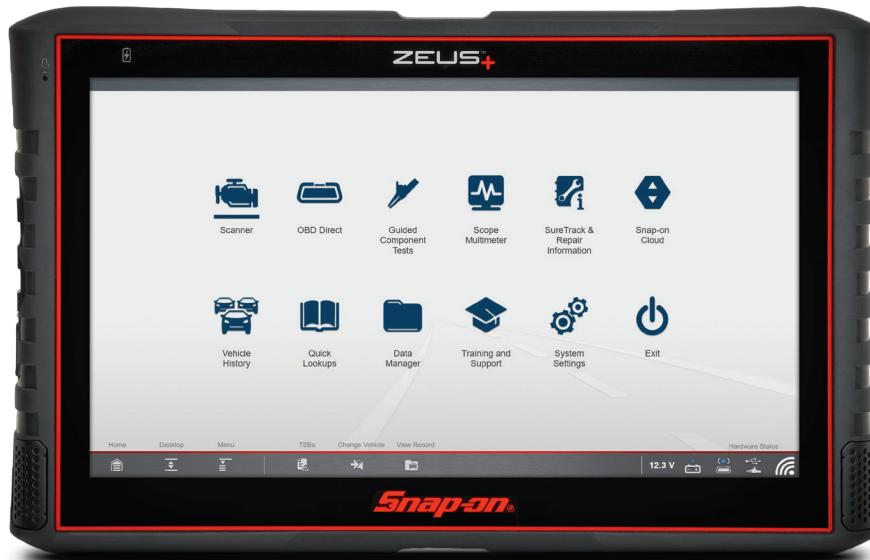 ZEUS™+
Scanner
OBD Direct
Guided
Component
Tests
Scope
Multimeter
SureTrack &
Repair
Information
Snap-on
Cloud
Vehicle
History
Quick
Lookups
Data
Manager
Training and
Support
System
Settings
Exit
Home
Desktop
Menu
TSBs
Change Vehicle
View Record
Hardware Status
12.3 V
Snap-on®